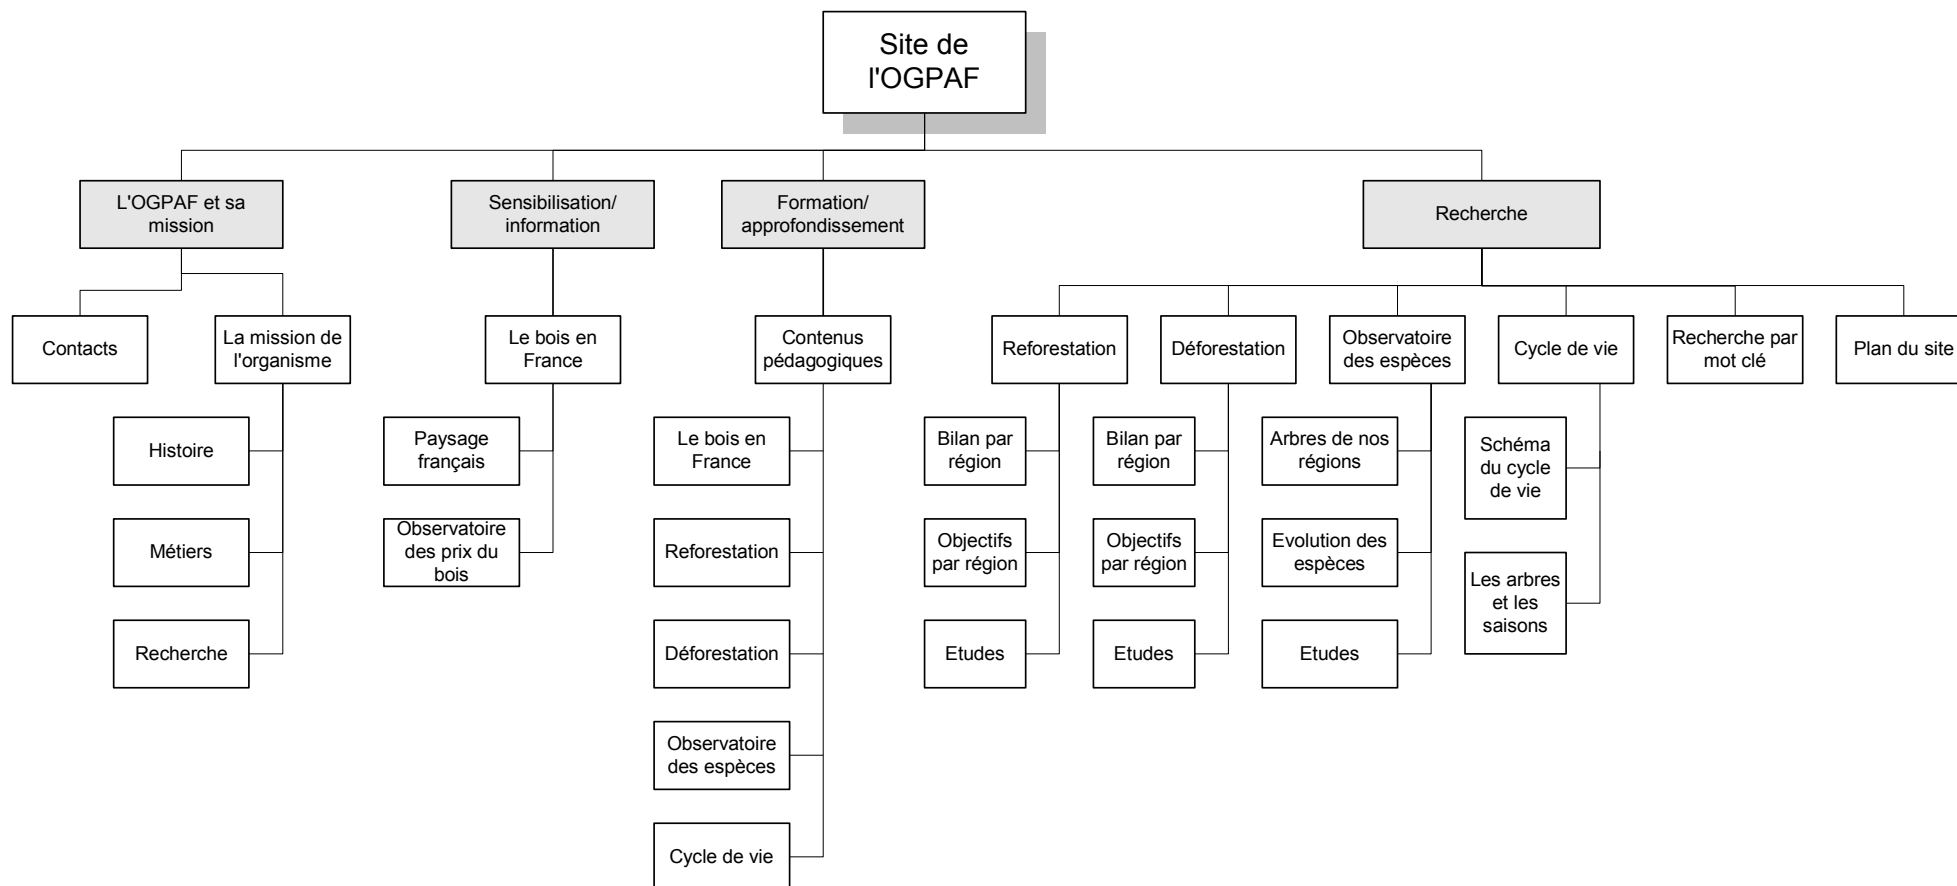 Site de
l'OGPAF
L'OGPAF et sa
mission
Sensibilisation/
information
Formation/
approfondissement
Recherche
Contacts
La mission de
l'organisme
Le bois en
France
Contenus
pédagogiques
Reforestation
Déforestation
Observatoire
des espèces
Cycle de vie
Recherche par
mot clé
Plan du site
Histoire
Métiers
Recherche
Paysage
français
Observatoire
des prix du
bois
Le bois en
France
Reforestation
Déforestation
Observatoire
des espèces
Cycle de vie
Bilan par
région
Objectifs
par région
Etudes
Bilan par
région
Objectifs
par région
Etudes
Arbres de nos
régions
Evolution des
espèces
Etudes
Schéma
du cycle
de vie
Les arbres
et les
saisons